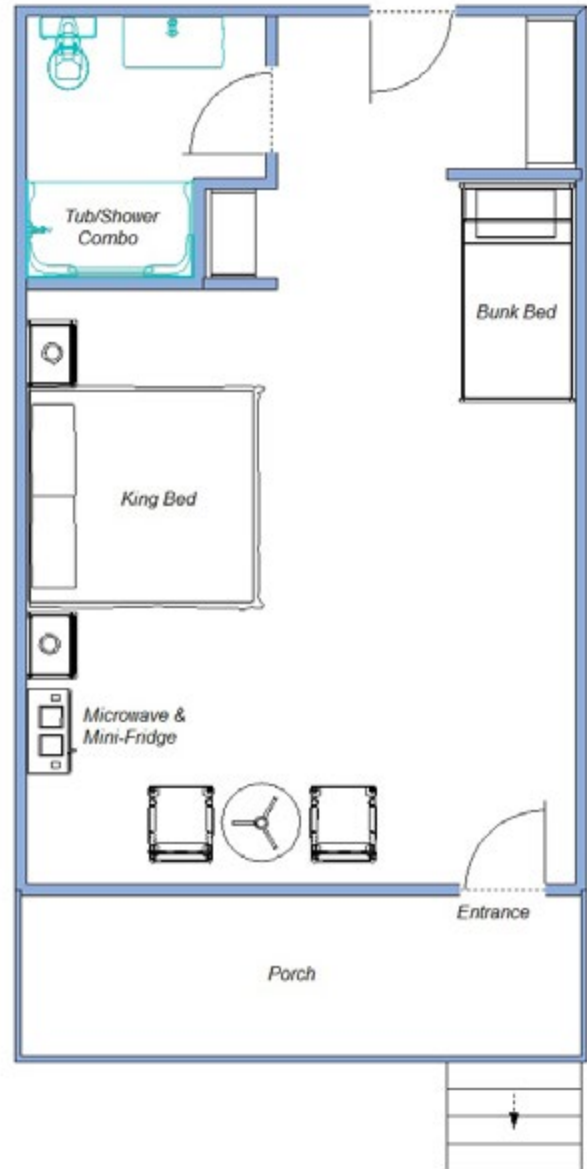 Tub/Shower
Combo
Bunk Bed
King Bed
Microwave &
Mini-Fridge
Entrance
Porch